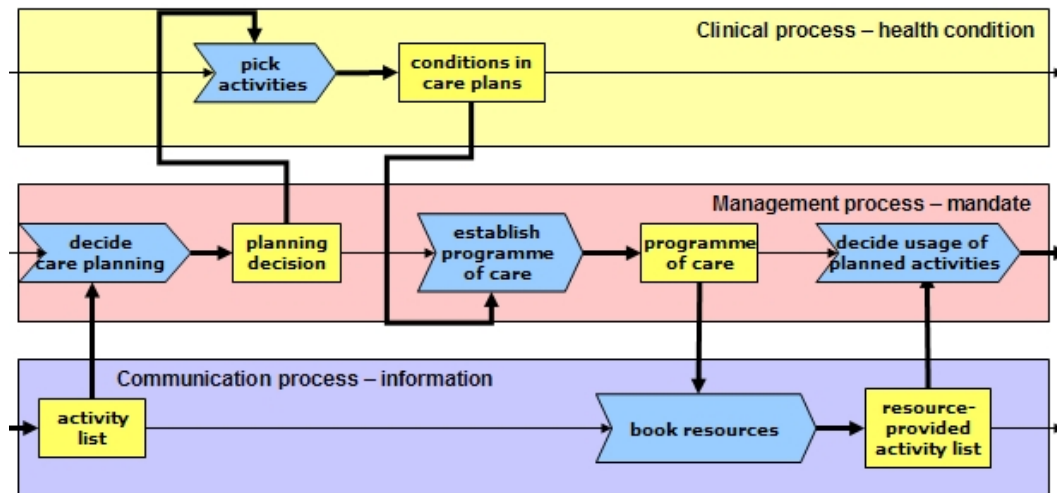 Clinical process – health condition
pick
activities
conditions in
care plans
Management process – mandate
decide
care planning
planning
decision
establish
programme
of care
programme
of care
decide usage of
planned activities
Communication process – information
activity
list
book resources
resource-
provided
activity list